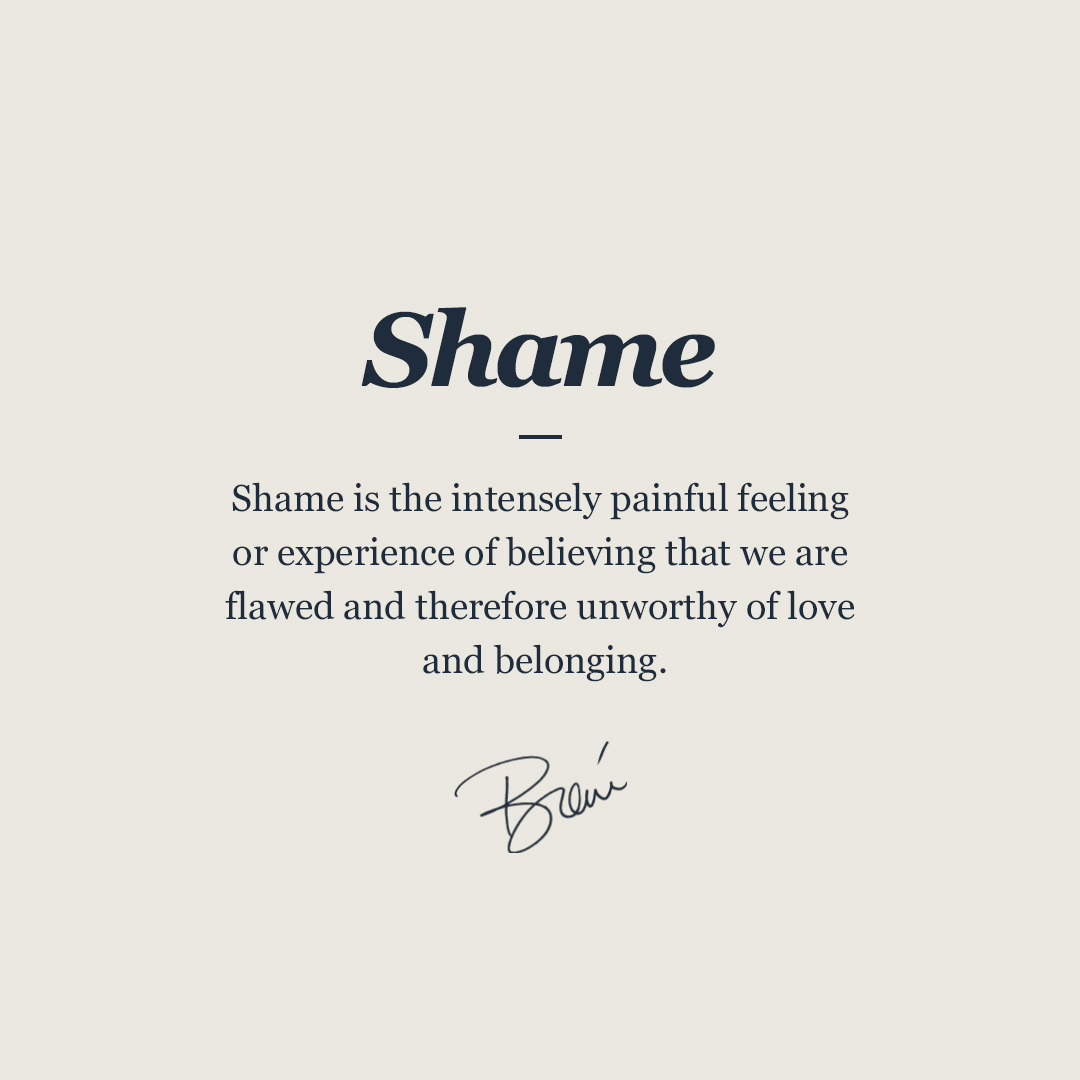 Shame
Shame is the intensely painful feeling
or experience of believing that we are
flawed and therefore unworthy of love
and belonging.
Brené